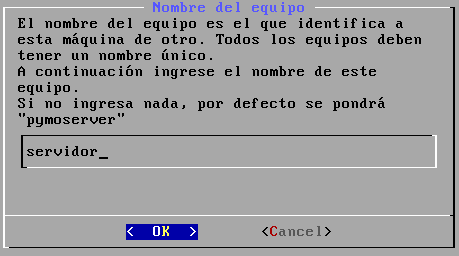 Nombre del equipo
El nombre del equipo es el que identifica a
esta máquina de otro. Todos los equipos deben
tener un nombre único.
A continuación ingrese el nombre de este
equipo.
Si no ingresa nada, por defecto se pondrá
"pymoserver"
servidor_
< OK > <Cancel>